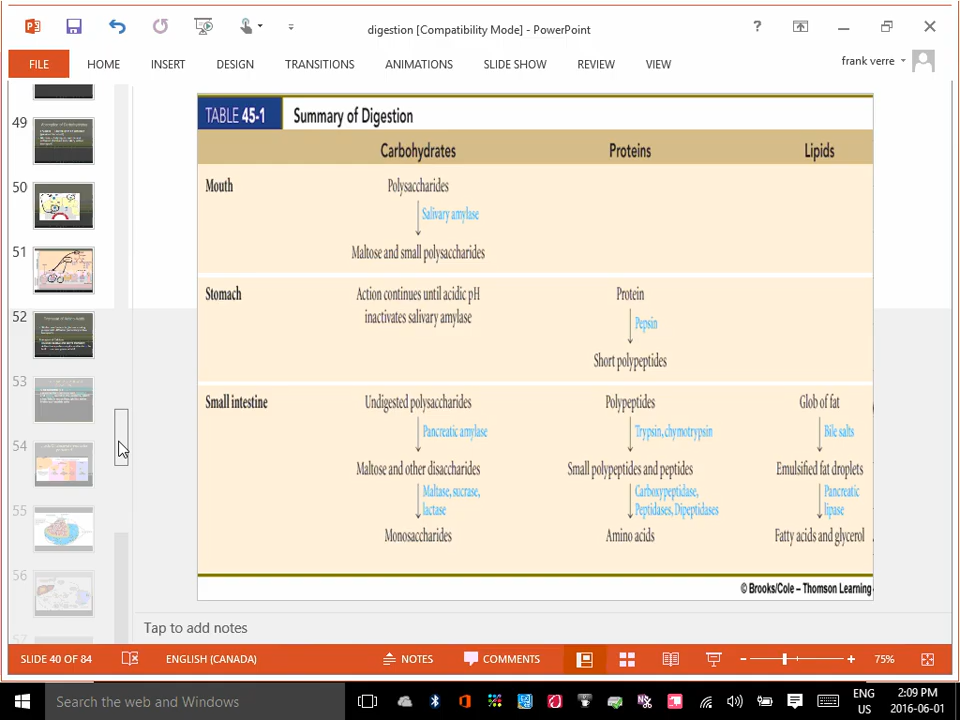 digestion [Compatibility Mode] - PowerPoint
FILE HOME INSERT DESIGN TRANSITIONS ANIMATIONS SLIDE SHOW REVIEW VIEW
frank verre
49
50
51
52
53
54
55
56
57
TABLE 45-1 Summary of Digestion
Carbohydrates Proteins Lipids
Mouth Polysaccharides
Salivary amylase
Maltose and small polysaccharides
Stomach Action continues until acidic pH Protein
inactivates salivary amylase
Pepsin
Short polypeptides
Small intestine Undigested polysaccharides Polypeptides Glob of fat
Pancreatic amylase Trypsin, chymotrypsin Bile salts
Maltose and other disaccharides Small polypeptides and peptides Emulsified fat droplets
Maltase, sucrase, Carboxypeptidase, Pancreatic
lactase Peptidases, Dipeptidases lipase
Monosaccharides Amino acids Fatty acids and glycerol
© Brooks/Cole – Thomson Learning
Tap to add notes
SLIDE 40 OF 84 ENGLISH (CANADA) NOTES COMMENTS 75%
Search the web and Windows
ENG 2:09 PM
US 2016-06-01